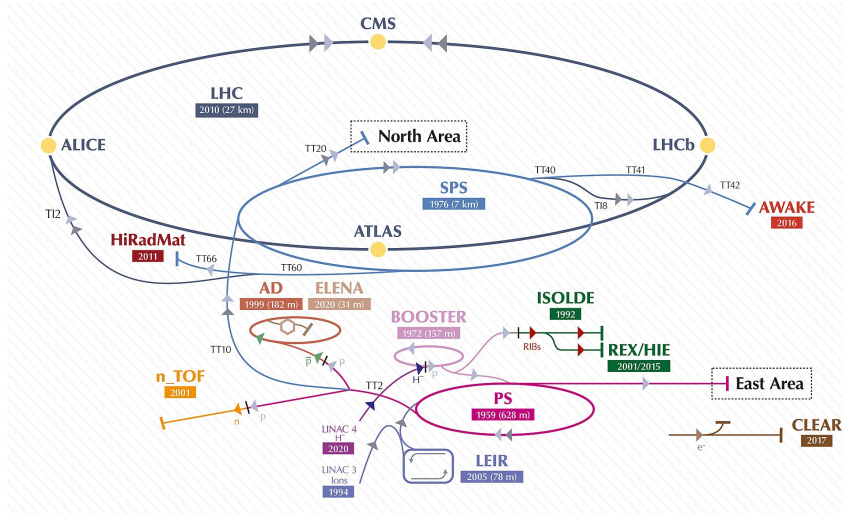 CMS
LHC
2010 (27 km)
TT20
North Area
ALICE
LHCb
TT40
TT41
SPS
1976 (7 km)
TI8
TT42
AWAKE
2016
TI2
ATLAS
HiRadMat
2011
TT66
TT60
AD
1999 (182 m)
ELENA
2020 (31 m)
ISOLDE
1992
BOOSTER
1972 (157 m)
RIBs
REX/HIE
2001/2015
TT10
p̅
p
H⁻
p
TT2
East Area
n_TOF
2001
n
p
PS
1959 (628 m)
LINAC 4
H⁻
2020
CLEAR
2017
e⁻
LINAC 3
Ions
1994
LEIR
2005 (78 m)